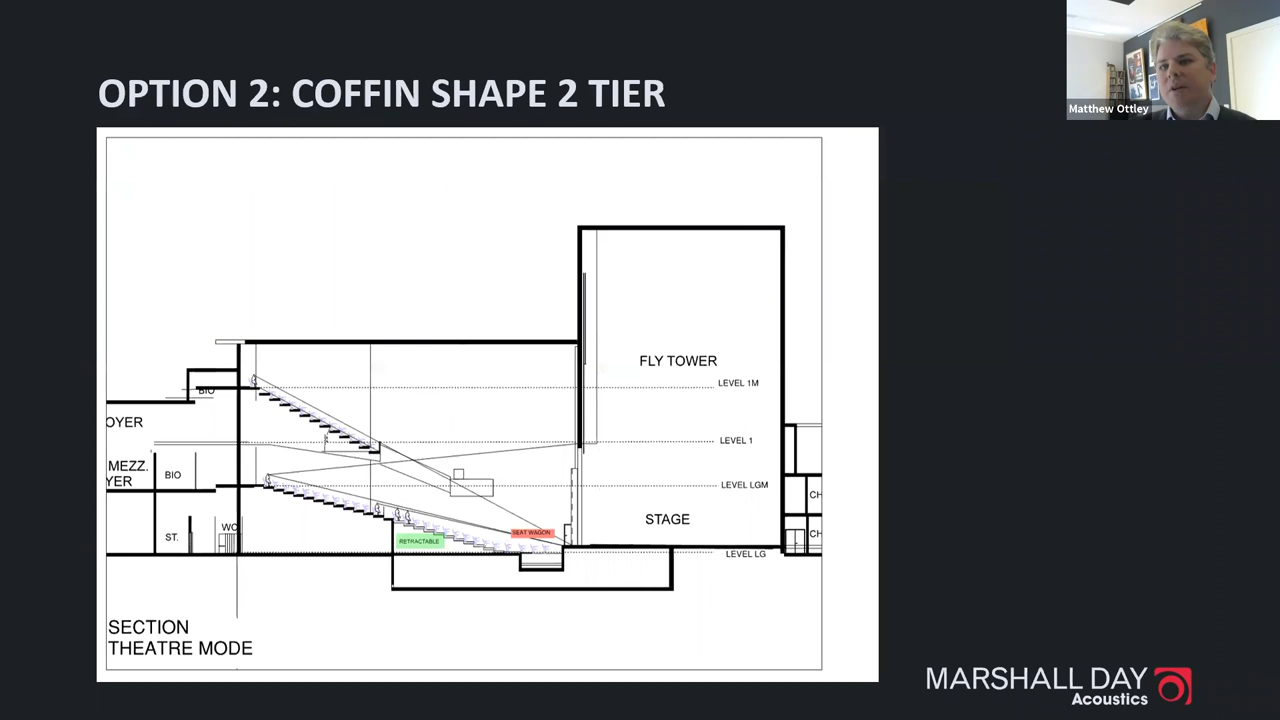 OPTION 2: COFFIN SHAPE 2 TIER
Matthew Ottley
FLY TOWER
LEVEL 1M
BIO
OYER
LEVEL 1
MEZZ.
YER
BIO
LEVEL LGM
CH
STAGE
WC
ST.
SEAT WAGON
RETRACTABLE
CH
LEVEL LG
SECTION
THEATRE MODE
MARSHALL DAY
Acoustics